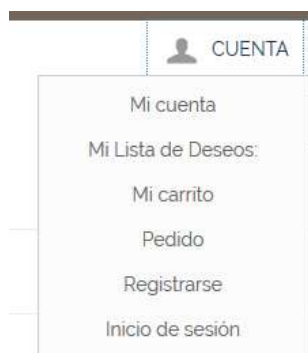 CUENTA
Mi cuenta
Mi Lista de Deseos:
Mi carrito
Pedido
Registrarse
Inicio de sesión